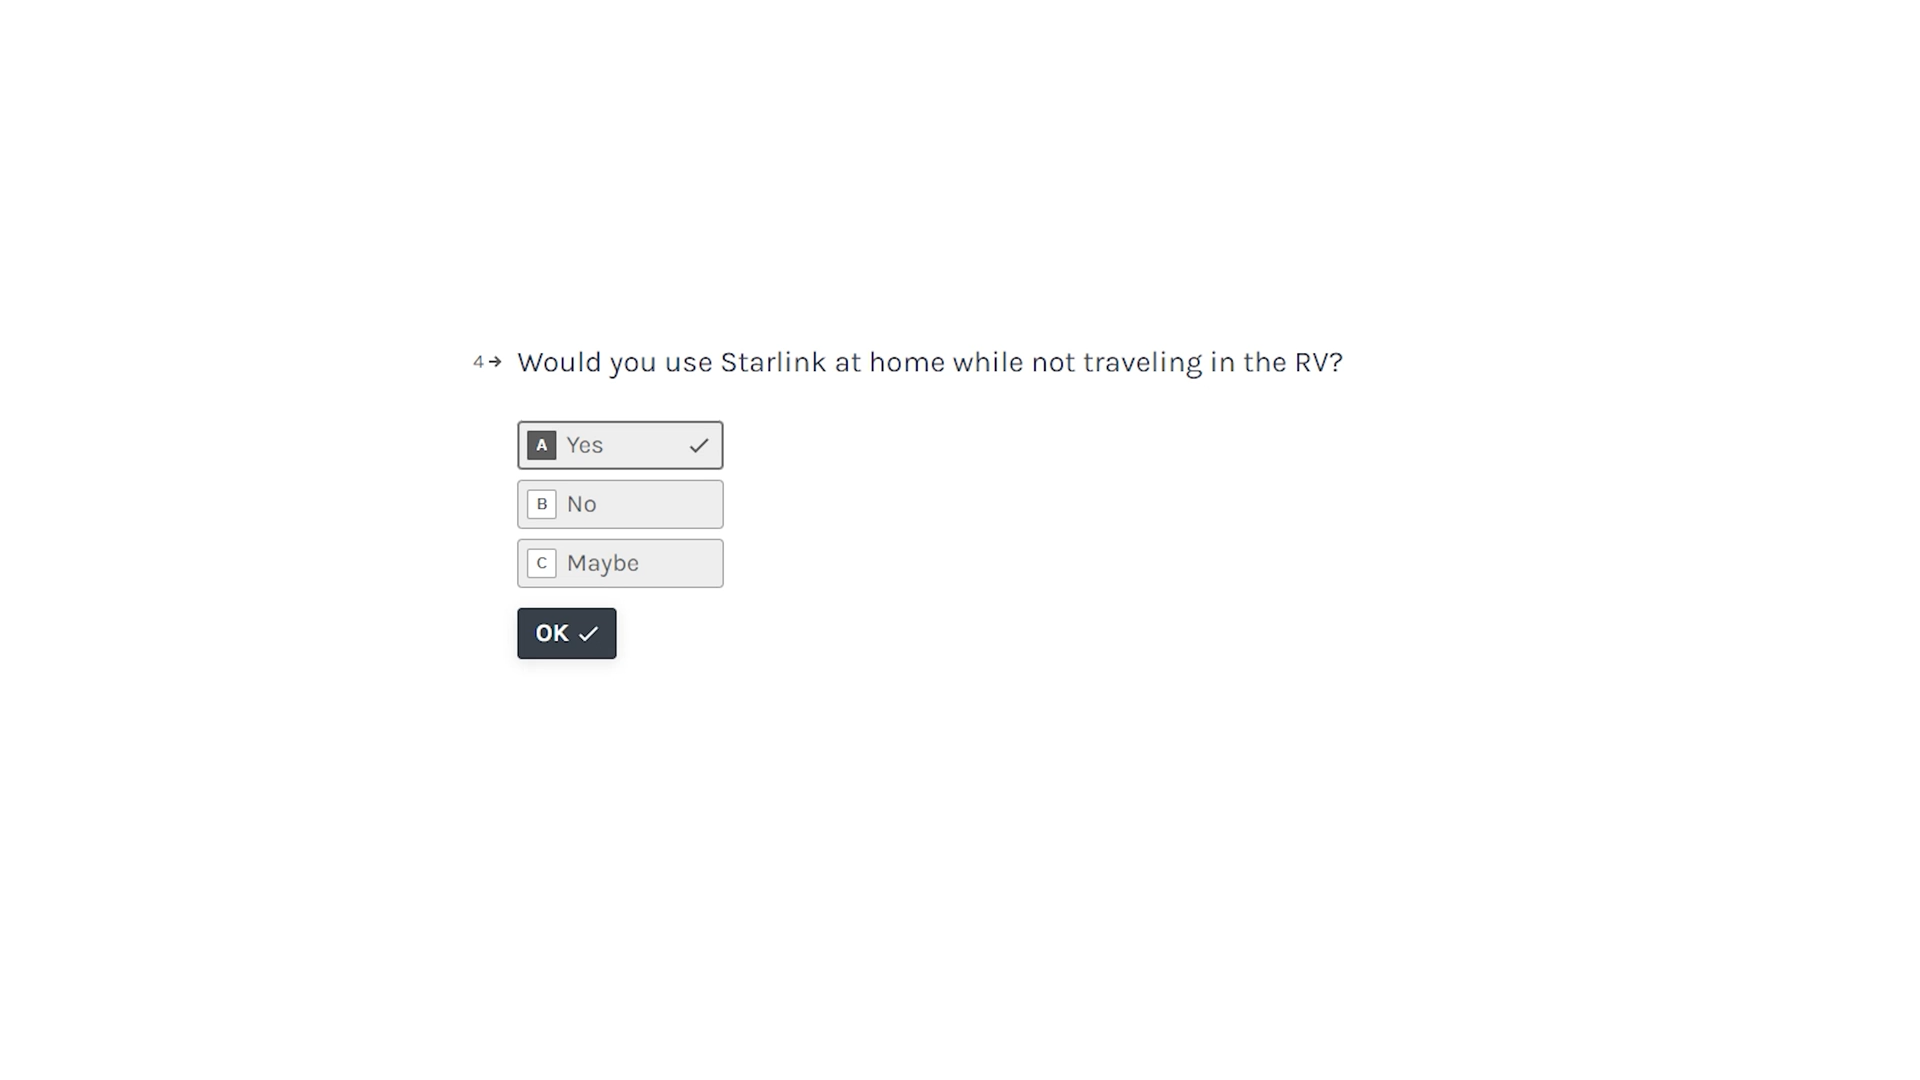 4 → Would you use Starlink at home while not traveling in the RV?
A Yes
B No
C Maybe
OK